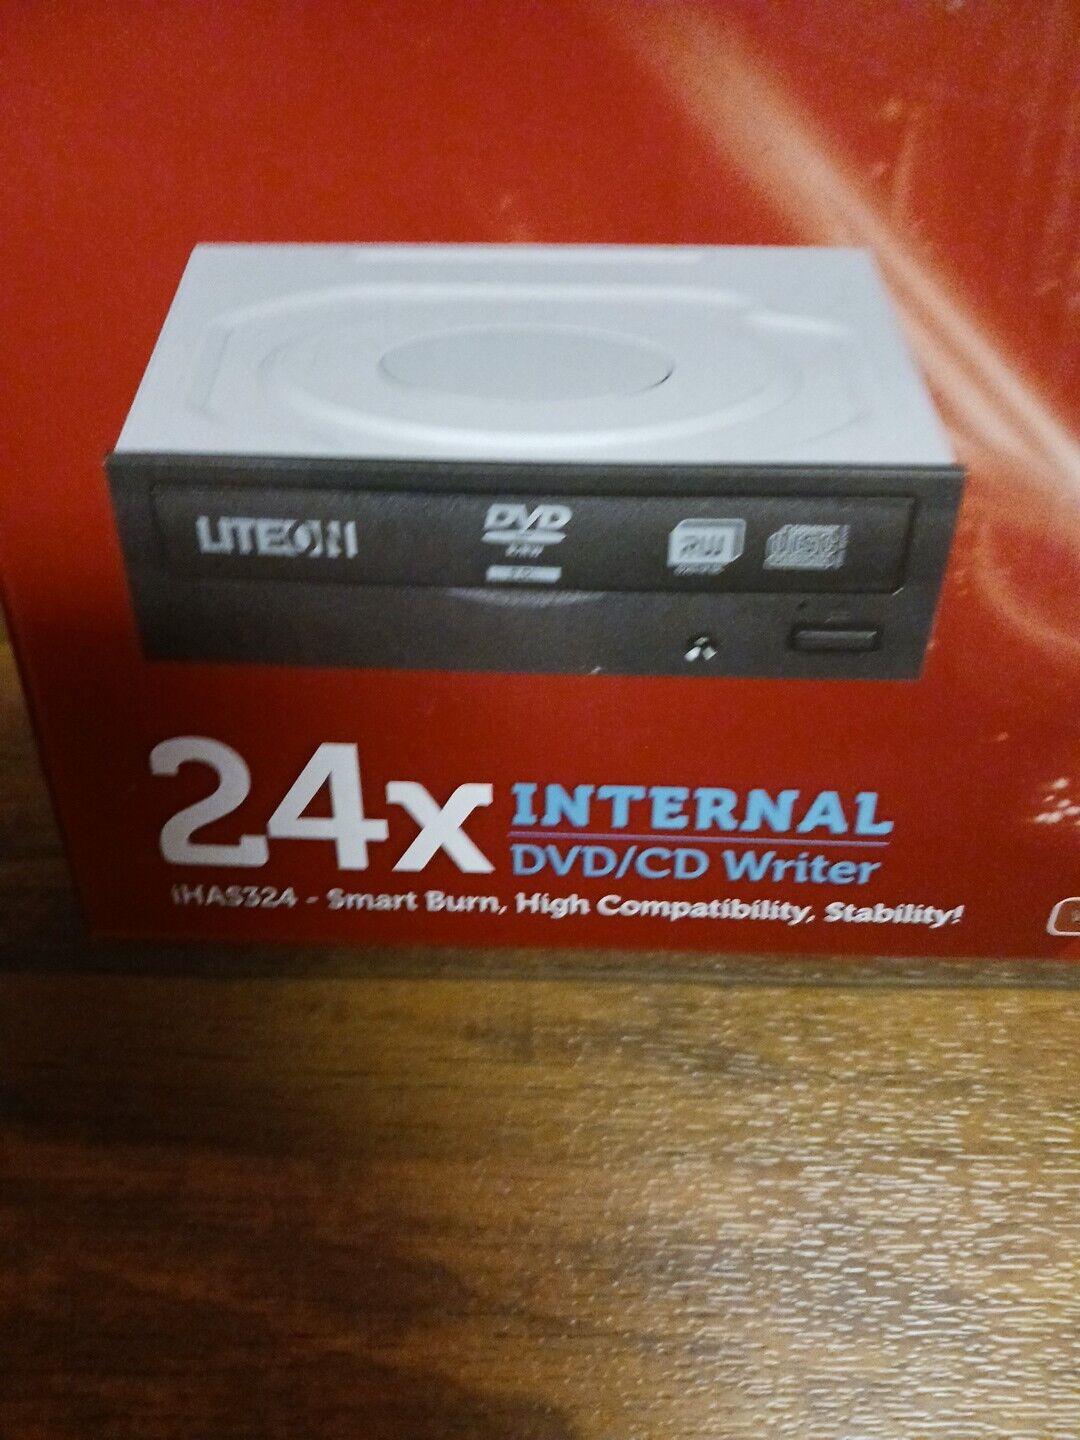 LITEON
DVD
RW
24x INTERNAL
DVD/CD Writer
iHAS324 - Smart Burn, High Compatibility, Stability!